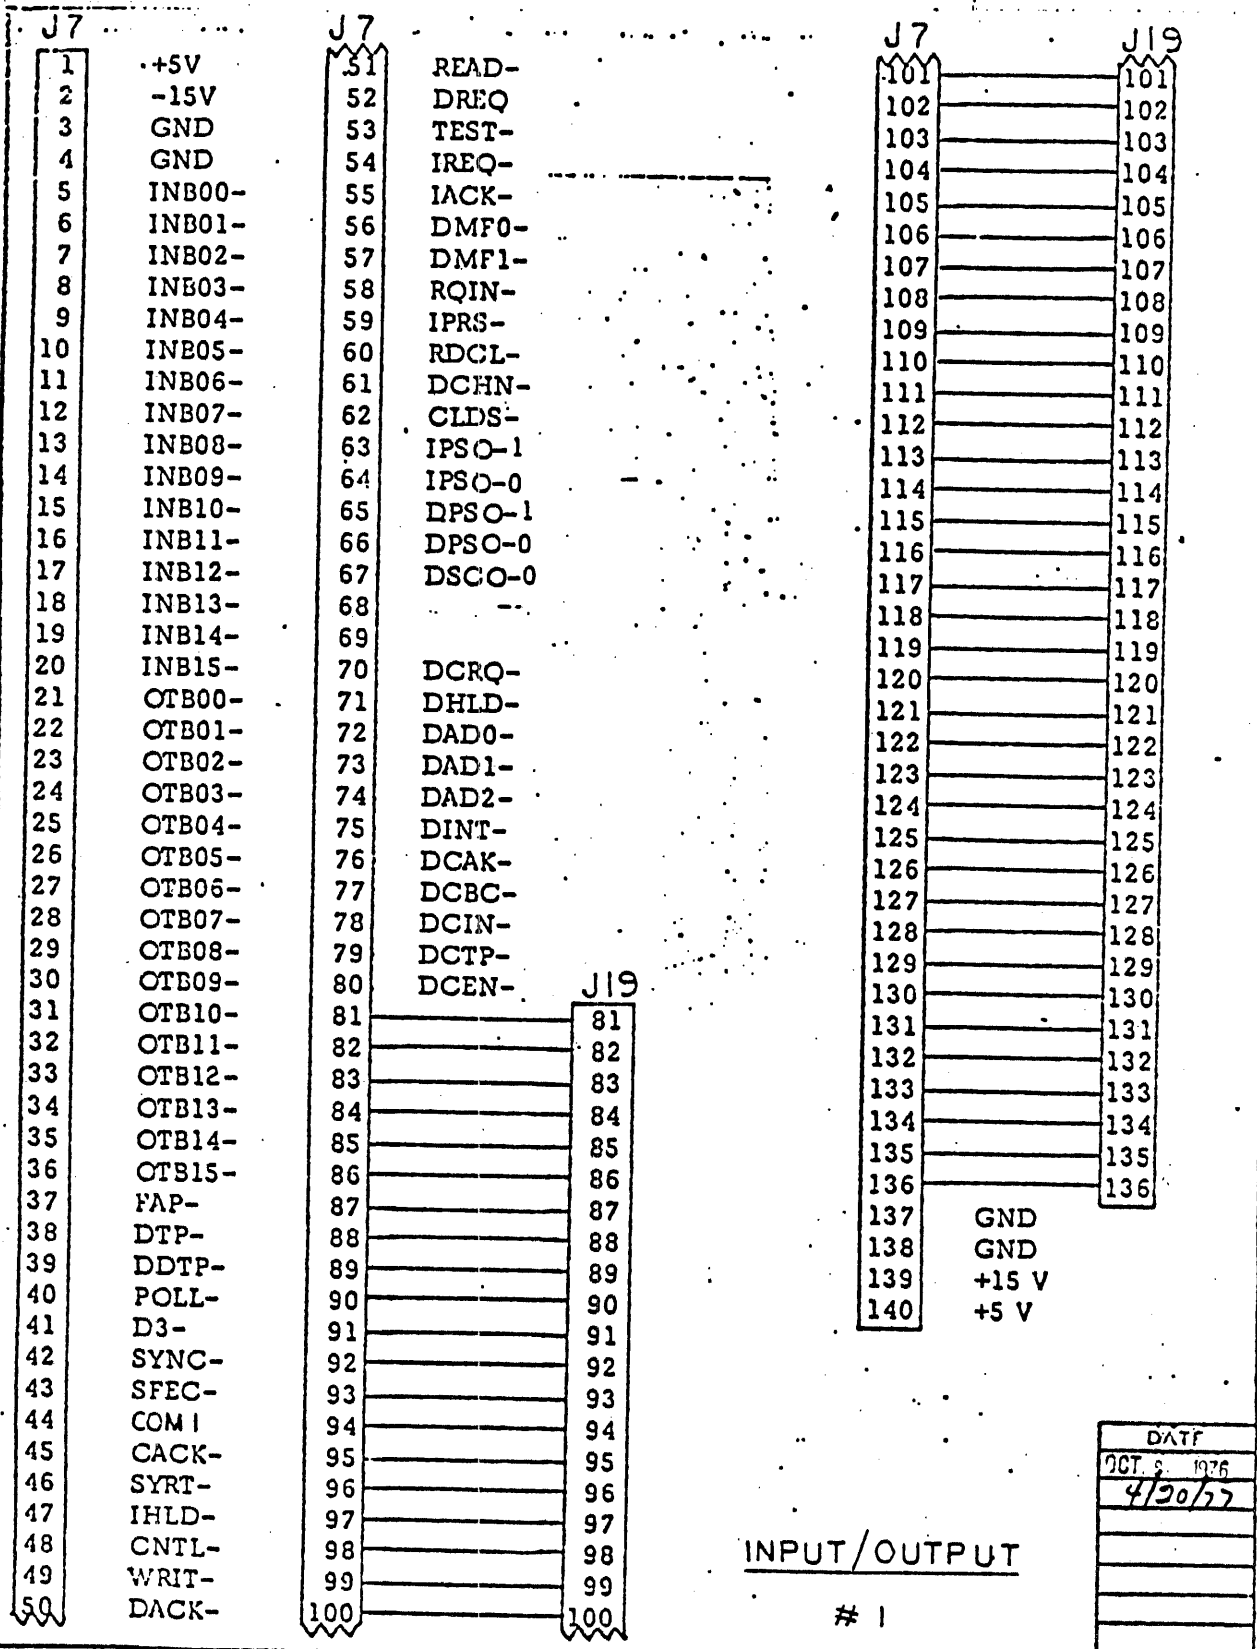 J7
1 +5V
2 -15V
3 GND
4 GND
5 INB00-
6 INB01-
7 INB02-
8 INB03-
9 INB04-
10 INB05-
11 INB06-
12 INB07-
13 INB08-
14 INB09-
15 INB10-
16 INB11-
17 INB12-
18 INB13-
19 INB14-
20 INB15-
21 OTB00-
22 OTB01-
23 OTB02-
24 OTB03-
25 OTB04-
26 OTB05-
27 OTB06-
28 OTB07-
29 OTB08-
30 OTB09-
31 OTB10-
32 OTB11-
33 OTB12-
34 OTB13-
35 OTB14-
36 OTB15-
37 FAP-
38 DTP-
39 DDTP-
40 POLL-
41 D3-
42 SYNC-
43 SFEC-
44 COM1
45 CACK-
46 SYRT-
47 IHLD-
48 CNTL-
49 WRIT-
50 DACK-
J7
51 READ-
52 DREQ
53 TEST-
54 IREQ-
55 IACK-
56 DMF0-
57 DMF1-
58 RQIN-
59 IPRS-
60 RDCL-
61 DCHN-
62 CLDS-
63 IPSO-1
64 IPSO-0
65 DPSO-1
66 DPSO-0
67 DSCO-0
68
69
70 DCRQ-
71 DHLD-
72 DAD0-
73 DAD1-
74 DAD2-
75 DINT-
76 DCAK-
77 DCBC-
78 DCIN-
79 DCTP-
80 DCEN- J19
81 81
82 82
83 83
84 84
85 85
86 86
87 87
88 88
89 89
90 90
91 91
92 92
93 93
94 94
95 95
96 96
97 97
98 98
99 99
100 100
J7 J19
101 101
102 102
103 103
104 104
105 105
106 106
107 107
108 108
109 109
110 110
111 111
112 112
113 113
114 114
115 115
116 116
117 117
118 118
119 119
120 120
121 121
122 122
123 123
124 124
125 125
126 126
127 127
128 128
129 129
130 130
131 131
132 132
133 133
134 134
135 135
136 136
137 GND
138 GND
139 +15 V
140 +5 V
DATE
OCT. 1976
4/20/77
INPUT/OUTPUT
# 1